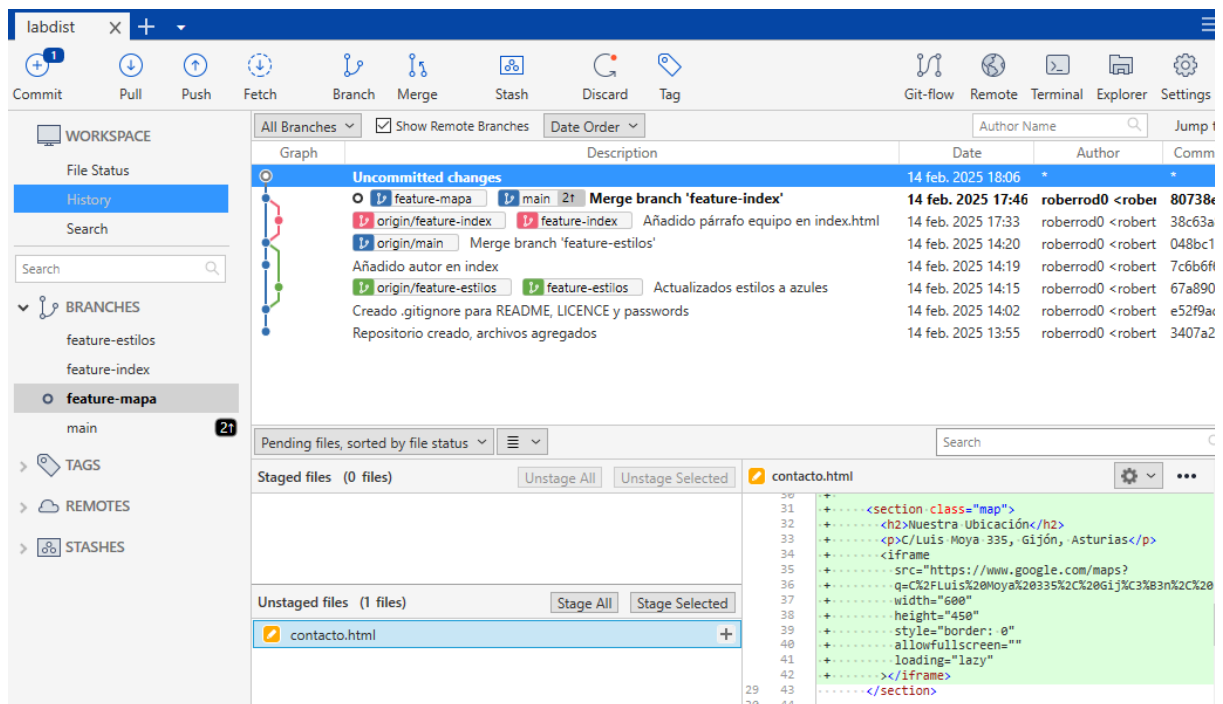 labdist
1
Commit Pull Push Fetch Branch Merge Stash Discard Tag Git-flow Remote Terminal Explorer Settings
WORKSPACE
File Status
History
Search
Search
BRANCHES
feature-estilos
feature-index
feature-mapa
main 2↑
TAGS
REMOTES
STASHES
All Branches Show Remote Branches Date Order Author Name Jump t
Graph Description Date Author Comm
Uncommitted changes 14 feb. 2025 18:06 * *
feature-mapa main 2↑ Merge branch 'feature-index' 14 feb. 2025 17:46 roberrod0 <rober 80738e
origin/feature-index feature-index Añadido párrafo equipo en index.html 14 feb. 2025 17:33 roberrod0 <robert 38c63a
origin/main Merge branch 'feature-estilos' 14 feb. 2025 14:20 roberrod0 <robert 048bc1
Añadido autor en index 14 feb. 2025 14:19 roberrod0 <robert 7c6b6f
origin/feature-estilos feature-estilos Actualizados estilos a azules 14 feb. 2025 14:15 roberrod0 <robert 67a890
Creado .gitignore para README, LICENCE y passwords 14 feb. 2025 14:02 roberrod0 <robert e52f9a
Repositorio creado, archivos agregados 14 feb. 2025 13:55 roberrod0 <robert 3407a2
Pending files, sorted by file status Search
Staged files (0 files) Unstage All Unstage Selected
Unstaged files (1 files) Stage All Stage Selected
contacto.html +
contacto.html
30 +
31 + <section class="map">
32 + <h2>Nuestra Ubicación</h2>
33 + <p>C/Luis Moya 335, Gijón, Asturias</p>
34 + <iframe
35 + src="https://www.google.com/maps?
36 + q=C%2FLuis%20Moya%20335%2C%20Gij%C3%B3n%2C%20
37 + width="600"
38 + height="450"
39 + style="border: 0"
40 + allowfullscreen=""
41 + loading="lazy"
42 + ></iframe>
29 43 </section>
44